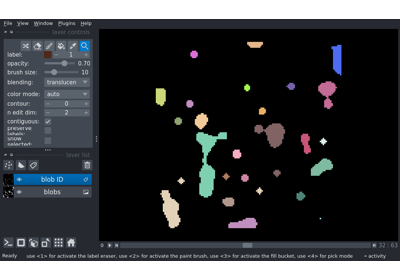 File View Window Plugins Help
layer controls
label: 1
opacity: 0.70
brush size: 10
blending: translucen
color mode: auto
contour: 0
n edit dim: 2
contiguous:
preserve
labels:
show
selected:
layer list
blob ID
blobs
32 63
Ready use <1> for activate the label eraser, use <2> for activate the paint brush, use <3> for activate the fill bucket, use <4> for pick mode activity